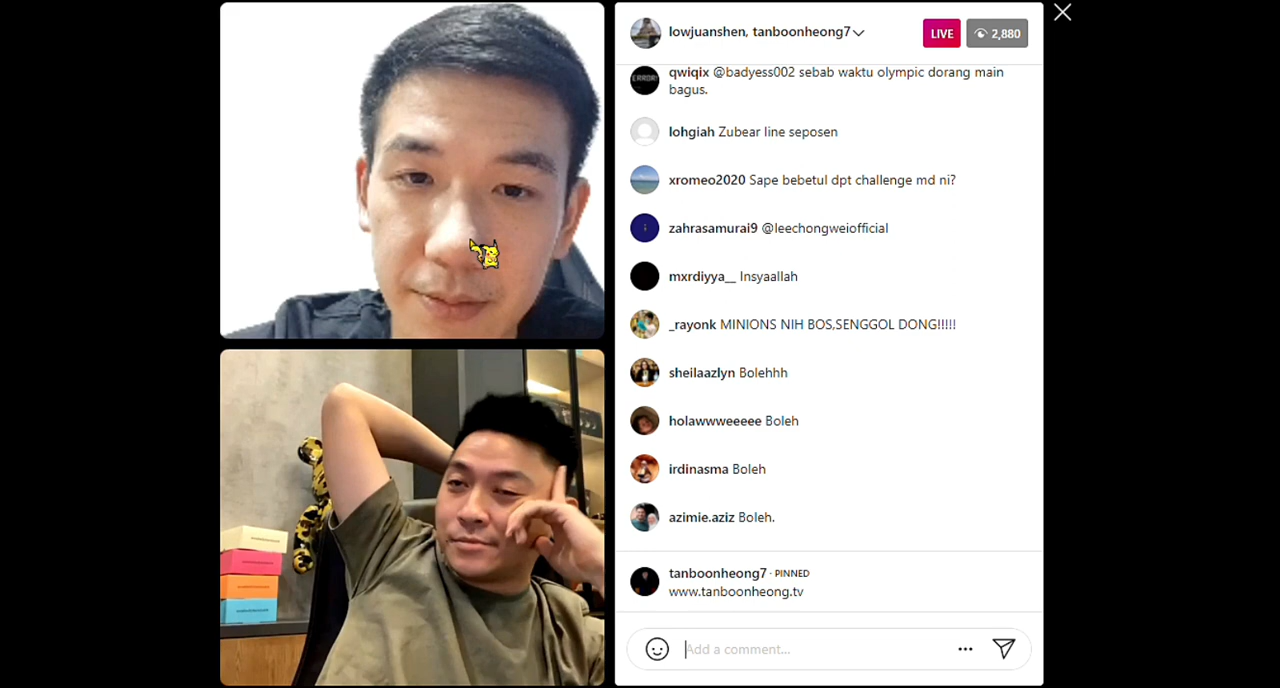 lowjuanshen, tanboonheong7
LIVE
2,880
ERROR!
qwiqix @badyess002 sebab waktu olympic dorang main
bagus.
lohgiah Zubear line seposen
xromeo2020 Sape bebetul dpt challenge md ni?
zahrasamurai9 @leechongweiofficial
mxrdiyya__ Insyaallah
_rayonk MINIONS NIH BOS,SENGGOL DONG!!!!!
sheilaazlyn Bolehhh
holawwweeeee Boleh
irdinasma Boleh
azimie.aziz Boleh.
tanboonheong7 · PINNED
www.tanboonheong.tv
Add a comment...